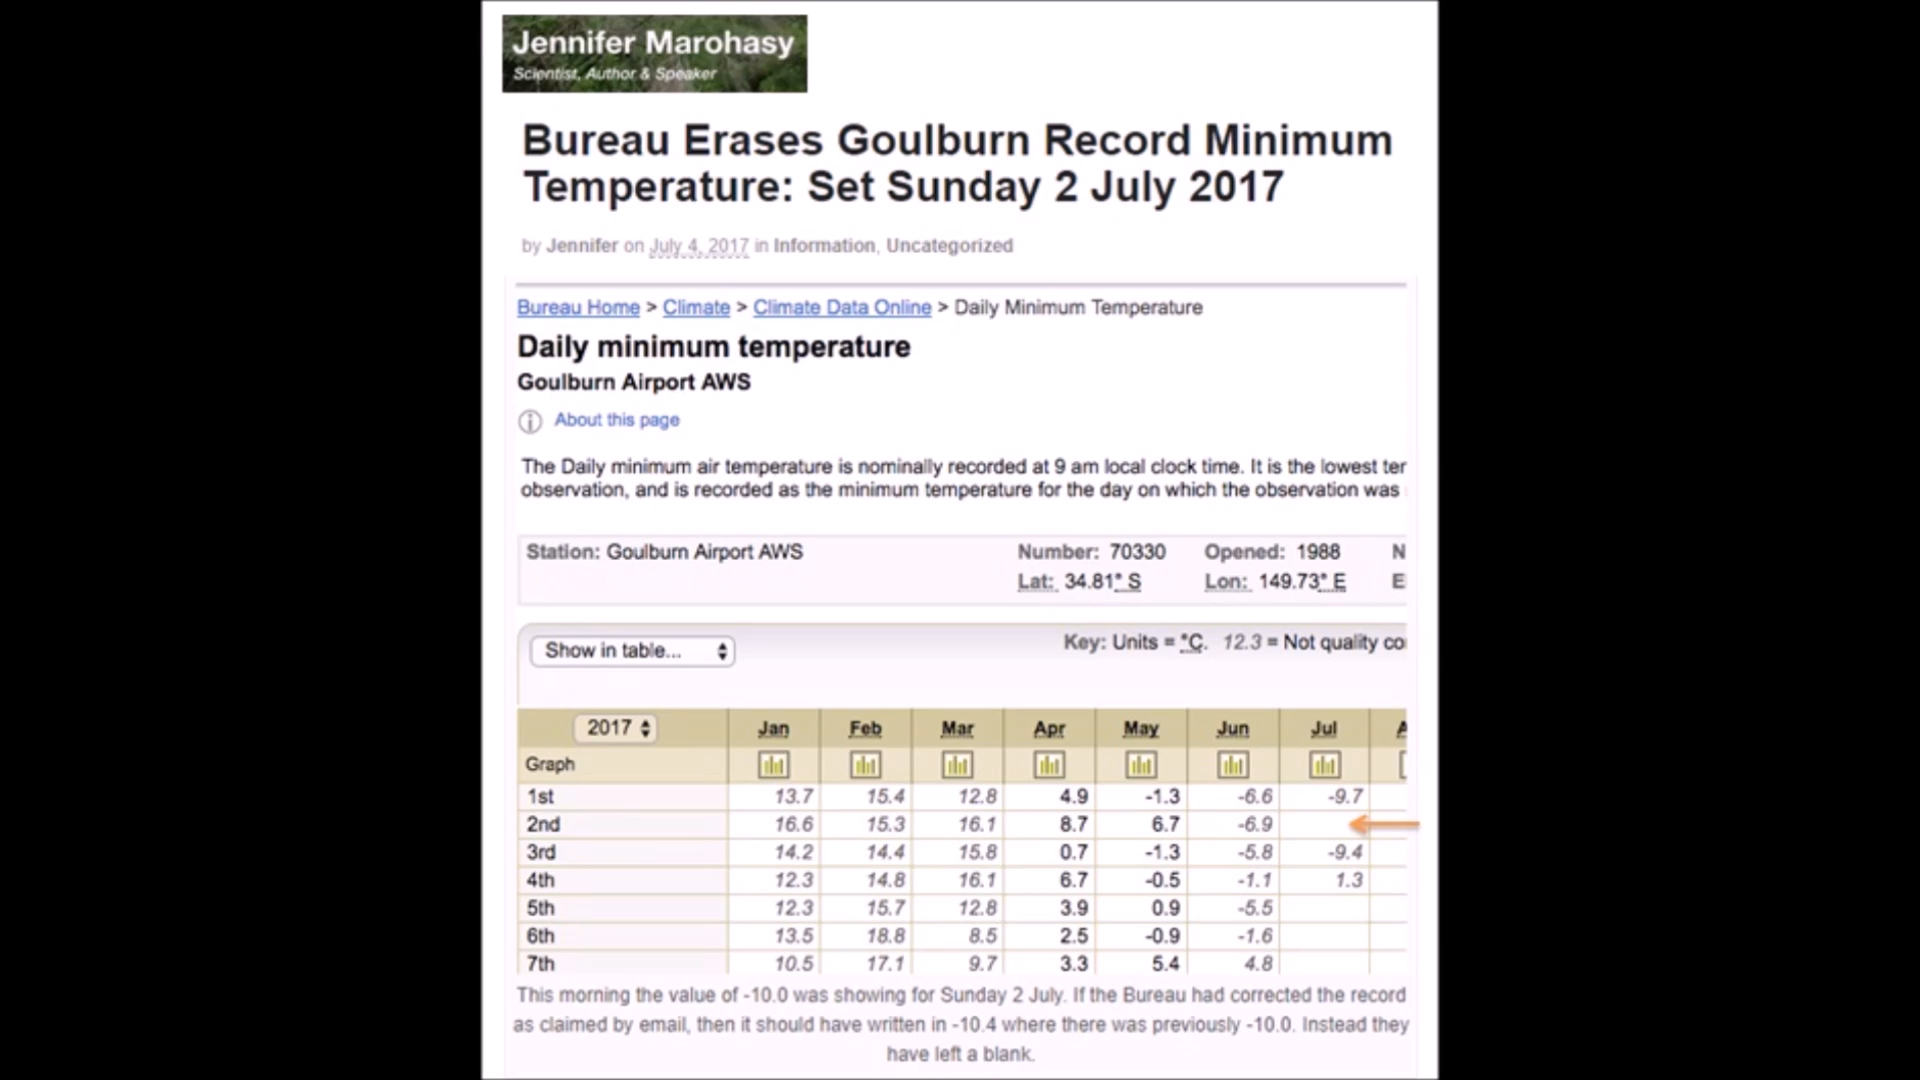 Jennifer Marohasy
Scientist, Author & Speaker
Bureau Erases Goulburn Record Minimum
Temperature: Set Sunday 2 July 2017
by Jennifer on July 4, 2017 in Information, Uncategorized
Bureau Home > Climate > Climate Data Online > Daily Minimum Temperature
Daily minimum temperature
Goulburn Airport AWS
About this page
The Daily minimum air temperature is nominally recorded at 9 am local clock time. It is the lowest
observation, and is recorded as the minimum temperature for the day on which the observation was
Station: Goulburn Airport AWS Number: 70330 Opened: 1988 N
Lat: 34.81° S Lon: 149.73° E E
Show in table... Key: Units = °C. 12.3 = Not quality
2017 Jan Feb Mar Apr May Jun Jul A
Graph
1st 13.7 15.4 12.8 4.9 -1.3 -6.6 -9.7
2nd 16.6 15.3 16.1 8.7 6.7 -6.9
3rd 14.2 14.4 15.8 0.7 -1.3 -5.8 -9.4
4th 12.3 14.8 16.1 6.7 -0.5 -1.1 1.3
5th 12.3 15.7 12.8 3.9 0.9 -5.5
6th 13.5 18.8 8.5 2.5 -0.9 -1.6
7th 10.5 17.1 9.7 3.3 5.4 4.8
This morning the value of -10.0 was showing for Sunday 2 July. If the Bureau had corrected the record
as claimed by email, then it should have written in -10.4 where there was previously -10.0. Instead they
have left a blank.